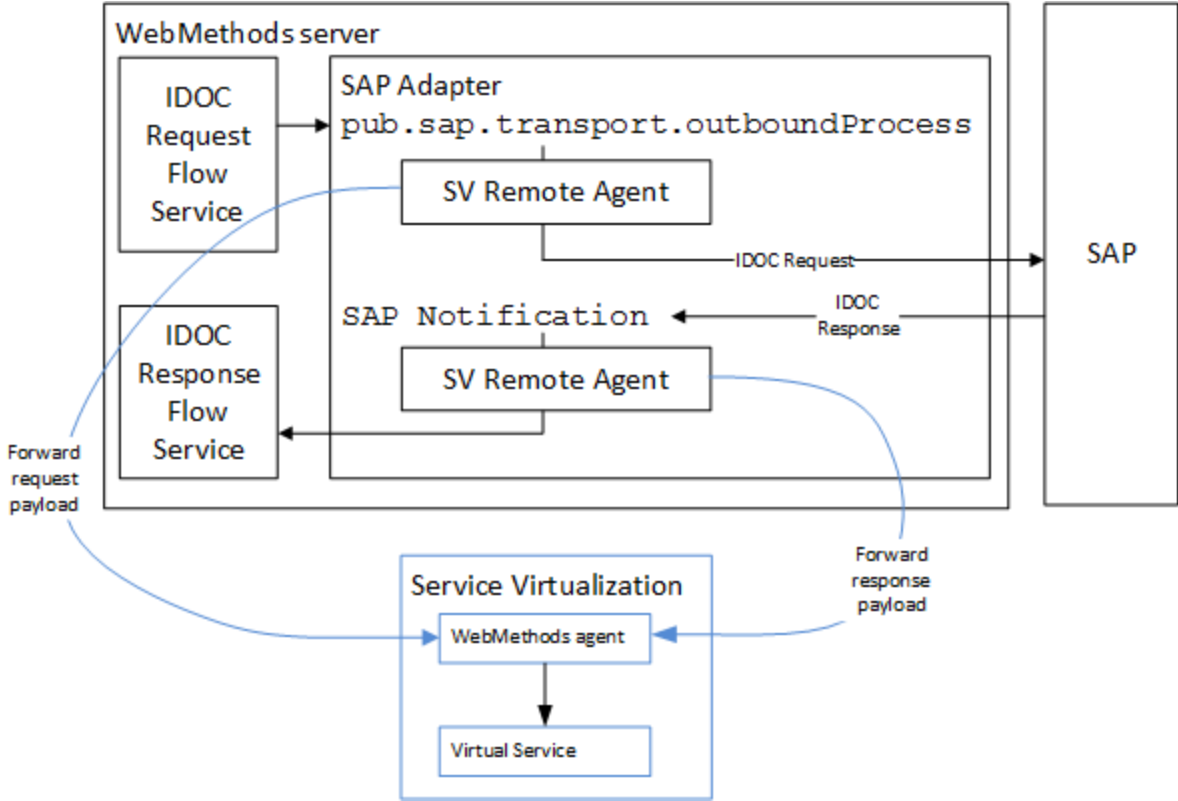 WebMethods server
IDOC
Request
Flow
Service
SAP Adapter
pub.sap.transport.outboundProcess
SV Remote Agent
IDOC Request
SAP
SAP Notification
IDOC
Response
SV Remote Agent
IDOC
Response
Flow
Service
Forward
request
payload
Forward
response
payload
Service Virtualization
WebMethods agent
Virtual Service